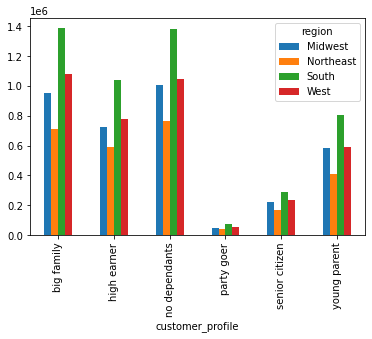 1e6
1.4
1.2
1.0
0.8
0.6
0.4
0.2
0.0
region
Midwest
Northeast
South
West
big family
high earner
no dependants
party goer
senior citizen
young parent
customer_profile